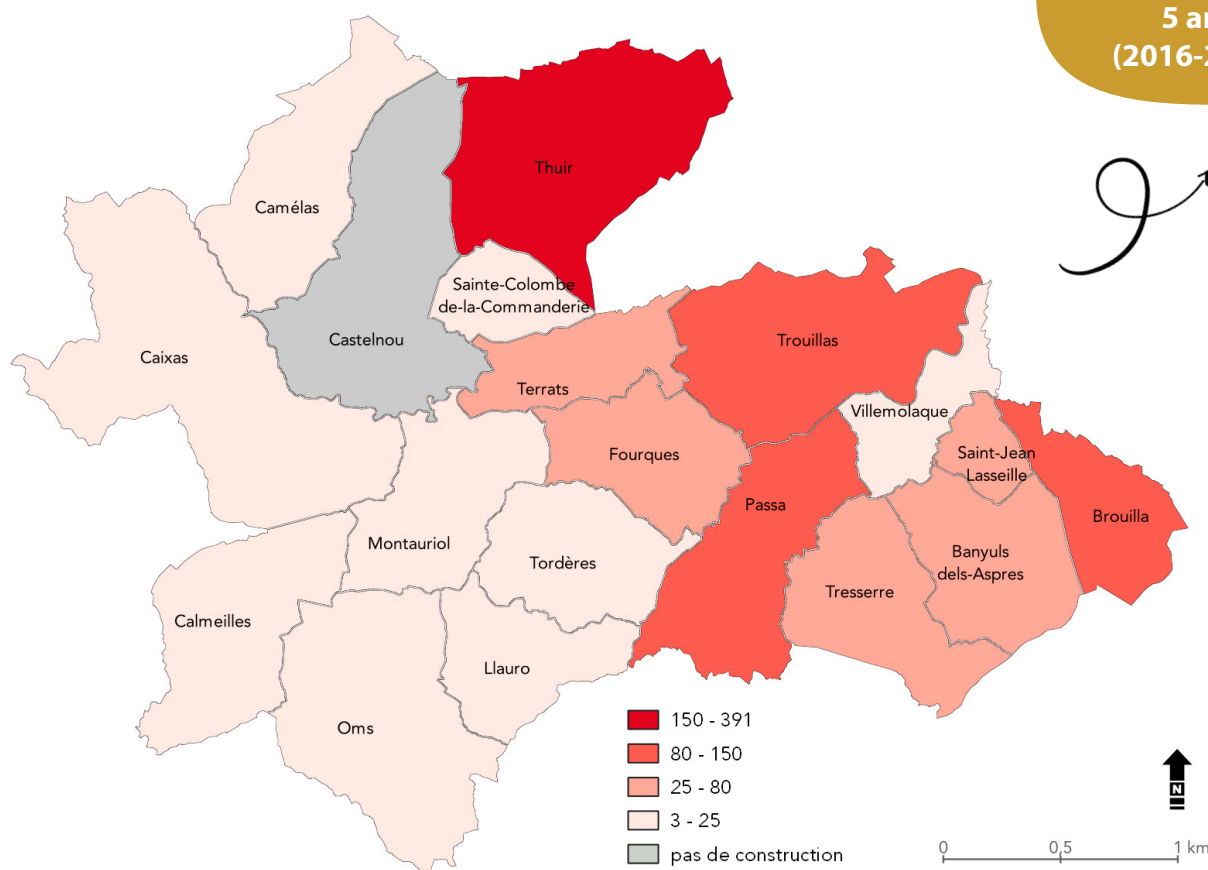 5 an
(2016-2
Thuir
Camélas
Sainte-Colombe
de-la-Commanderie
Castelnou
Trouillas
Caixas
Terrats
Villemolaque
Fourques
Saint-Jean
Lasseille
Passa
Brouilla
Montauriol
Banyuls
dels-Aspres
Tordères
Tresserre
Calmeilles
Llauro
Oms
150 - 391
80 - 150
25 - 80
3 - 25
pas de construction
N
0 0,5 1 km